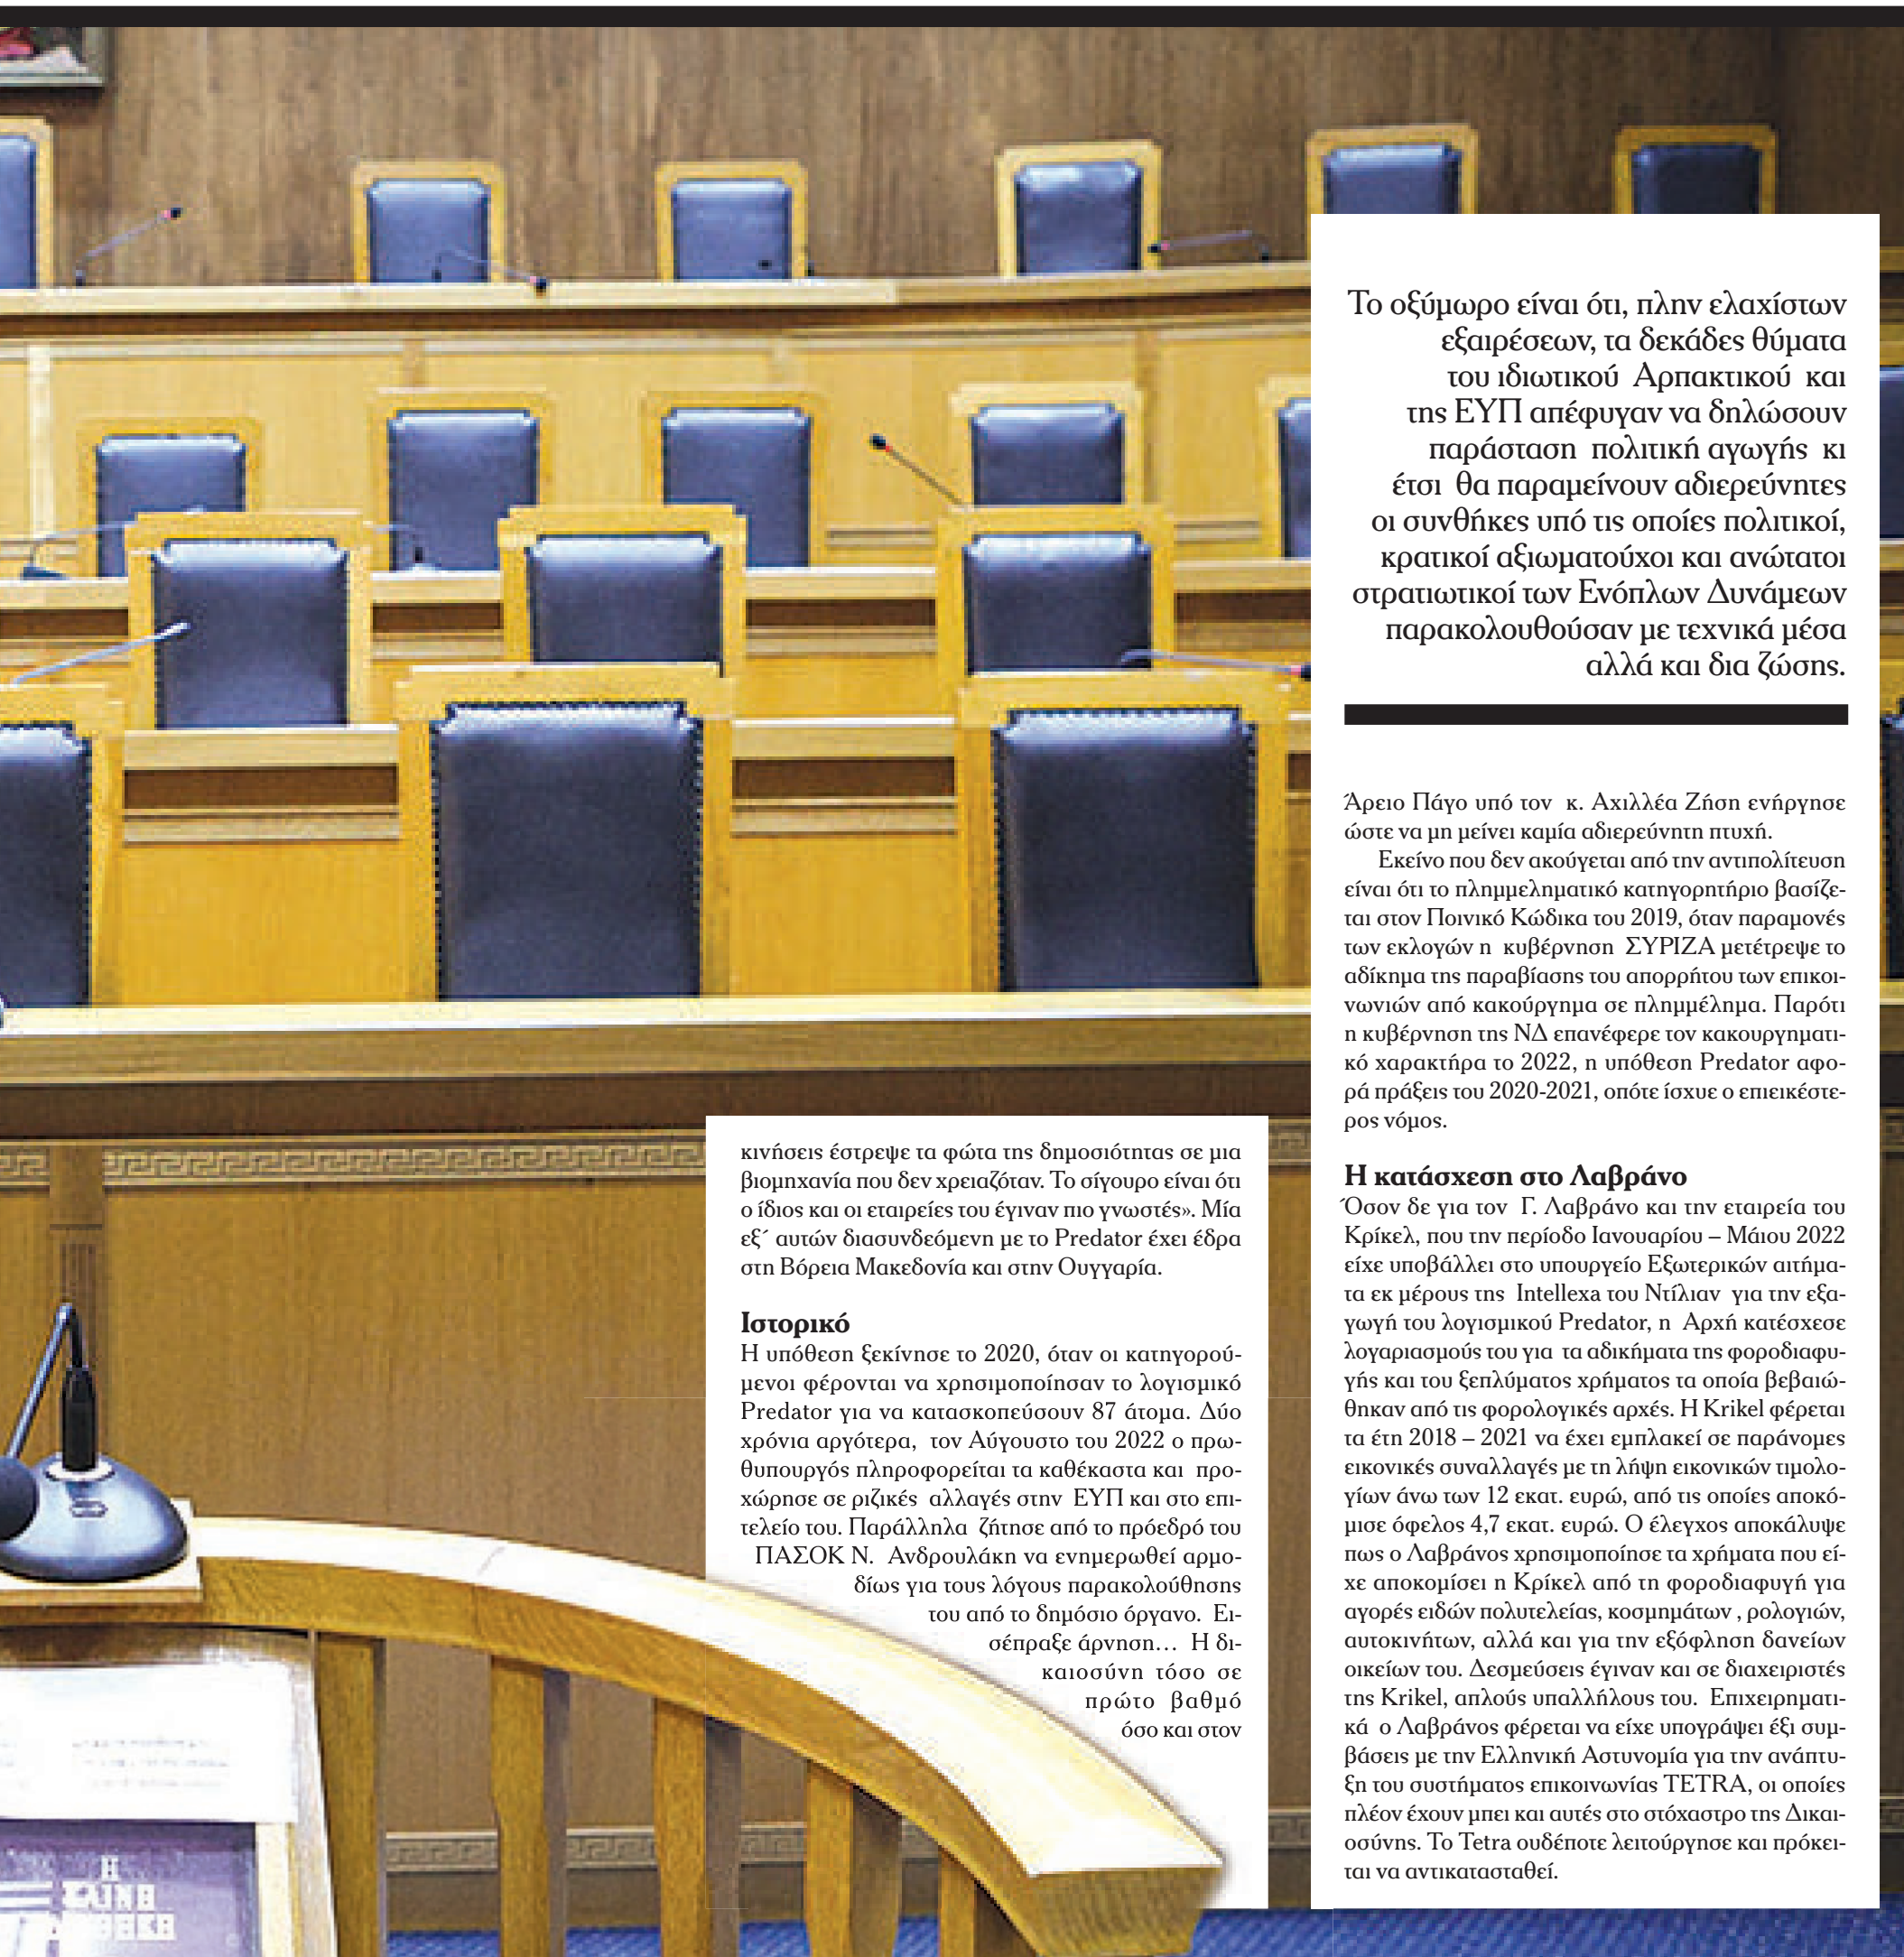 κινήσεις έστρεψε τα φώτα της δημοσιότητας σε μια
βιομηχανία που δεν χρειαζόταν. Το σίγουρο είναι ότι
ο ίδιος και οι εταιρείες του έγιναν πιο γνωστές». Μία
εξ΄ αυτών διασυνδεόμενη με το Predator έχει έδρα
στη Βόρεια Μακεδονία και στην Ουγγαρία.
Ιστορικό
Η υπόθεση ξεκίνησε το 2020, όταν οι κατηγορού-
μενοι φέρονται να χρησιμοποίησαν το λογισμικό
Predator για να κατασκοπεύσουν 87 άτομα. Δύο
χρόνια αργότερα, τον Αύγουστο του 2022 ο πρω-
θυπουργός πληροφορείται τα καθέκαστα και προ-
χώρησε σε ριζικές αλλαγές στην ΕΥΠ και στο επι-
τελείο του. Παράλληλα ζήτησε από το πρόεδρό του
ΠΑΣΟΚ Ν. Ανδρουλάκη να ενημερωθεί αρμο-
δίως για τους λόγους παρακολούθησης
του από το δημόσιο όργανο. Ει-
σέπραξε άρνηση... Η δι-
καιοσύνη τόσο σε
πρώτο βαθμό
όσο και στον
Το οξύμωρο είναι ότι, πλην ελαχίστων
εξαιρέσεων, τα δεκάδες θύματα
του ιδιωτικού Αρπακτικού και
της ΕΥΠ απέφυγαν να δηλώσουν
παράσταση πολιτική αγωγής κι
έτσι θα παραμείνουν αδιερεύνητες
οι συνθήκες υπό τις οποίες πολιτικοί,
κρατικοί αξιωματούχοι και ανώτατοι
στρατιωτικοί των Ενόπλων Δυνάμεων
παρακολουθούσαν με τεχνικά μέσα
αλλά και δια ζώσης.
Άρειο Πάγο υπό τον κ. Αχιλλέα Ζήση ενήργησε
ώστε να μη μείνει καμία αδιερεύνητη πτυχή.
Εκείνο που δεν ακούγεται από την αντιπολίτευση
είναι ότι το πλημμεληματικό κατηγορητήριο βασίζε-
ται στον Ποινικό Κώδικα του 2019, όταν παραμονές
των εκλογών η κυβέρνηση ΣΥΡΙΖΑ μετέτρεψε το
αδίκημα της παραβίασης του απορρήτου των επικοι-
νωνιών από κακούργημα σε πλημμέλημα. Παρότι
η κυβέρνηση της ΝΔ επανέφερε τον κακουργηματι-
κό χαρακτήρα το 2022, η υπόθεση Predator αφο-
ρά πράξεις του 2020-2021, οπότε ίσχυε ο επιεικέστε-
ρος νόμος.
Η κατάσχεση στο Λαβράνο
Όσον δε για τον Γ. Λαβράνο και την εταιρεία του
Κρίκελ, που την περίοδο Ιανουαρίου – Μάιου 2022
είχε υποβάλλει στο υπουργείο Εξωτερικών αιτήμα-
τα εκ μέρους της Intellexa του Ντίλιαν για την εξα-
γωγή του λογισμικού Predator, η Αρχή κατέσχεσε
λογαριασμούς του για τα αδικήματα της φοροδιαφυ-
γής και του ξεπλύματος χρήματος τα οποία βεβαιώ-
θηκαν από τις φορολογικές αρχές. Η Krikel φέρεται
τα έτη 2018 – 2021 να έχει εμπλακεί σε παράνομες
εικονικές συναλλαγές με τη λήψη εικονικών τιμολο-
γίων άνω των 12 εκατ. ευρώ, από τις οποίες αποκό-
μισε όφελος 4,7 εκατ. ευρώ. Ο έλεγχος αποκάλυψε
πως ο Λαβράνος χρησιμοποίησε τα χρήματα που εί-
χε αποκομίσει η Κρίκελ από τη φοροδιαφυγή για
αγορές ειδών πολυτελείας, κοσμημάτων , ρολογιών,
αυτοκινήτων, αλλά και για την εξόφληση δανείων
οικείων του. Δεσμεύσεις έγιναν και σε διαχειριστές
της Krikel, απλούς υπαλλήλους του. Επιχειρηματι-
κά ο Λαβράνος φέρεται να είχε υπογράψει έξι συμ-
βάσεις με την Ελληνική Αστυνομία για την ανάπτυ-
ξη του συστήματος επικοινωνίας TETRA, οι οποίες
πλέον έχουν μπει και αυτές στο στόχαστρο της Δικαι-
οσύνης. Το Tetra ουδέποτε λειτούργησε και πρόκει-
ται να αντικατασταθεί.